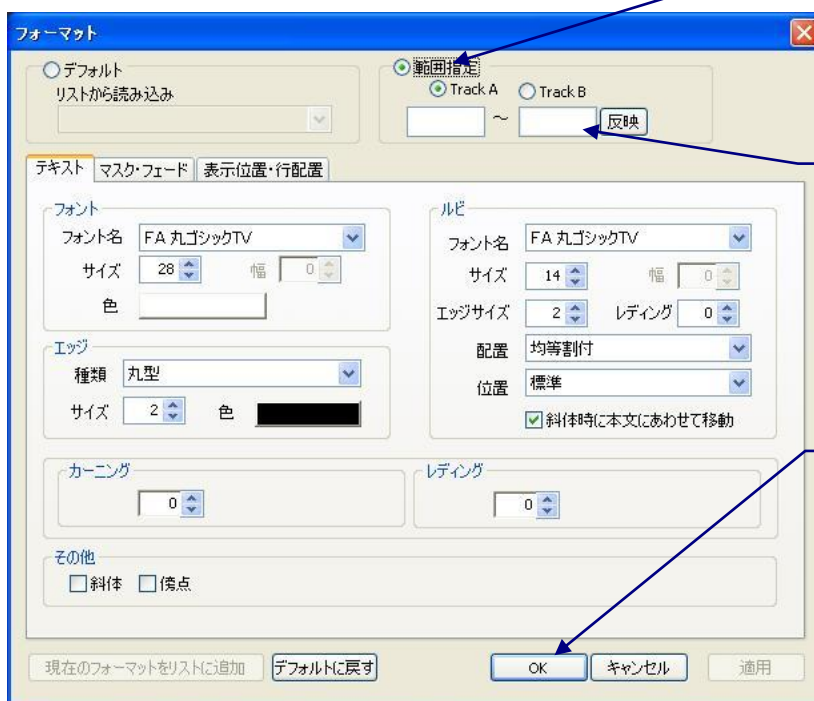 フォーマット
デフォルト
リストから読み込み
範囲指定
Track A Track B
～ 反映
テキスト マスク・フェード 表示位置・行配置
フォント
フォント名 FA 丸ゴシックTV
サイズ 28 幅 0
色
エッジ
種類 丸型
サイズ 2 色
ルビ
フォント名 FA 丸ゴシックTV
サイズ 14 幅 0
エッジサイズ 2 レディング 0
配置 均等割付
位置 標準
斜体時に本文にあわせて移動
カーニング
0
レディング
0
その他
斜体 傍点
現在のフォーマットをリストに追加 デフォルトに戻す OK キャンセル 適用